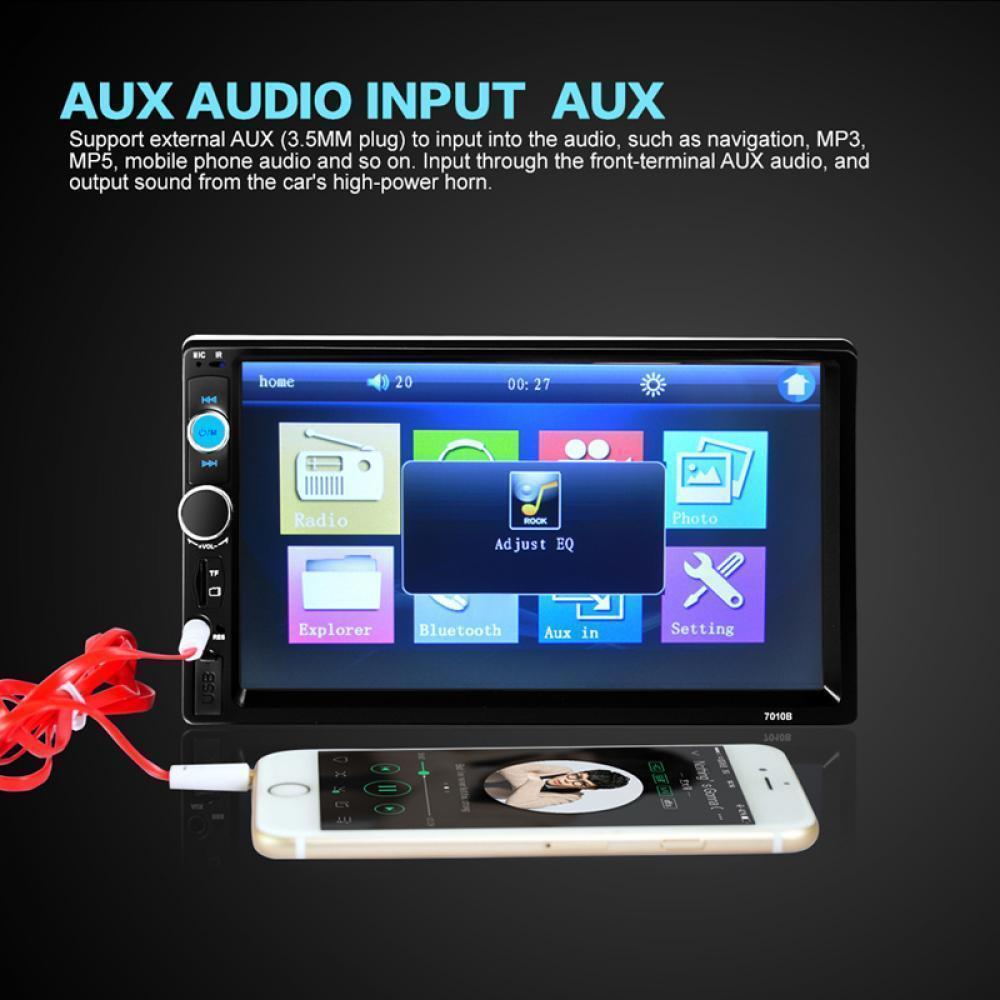 AUX AUDIO INPUT AUX
Support external AUX (3.5MM plug) to input into the audio, such as navigation, MP3,
MP5, mobile phone audio and so on. Input through the front-terminal AUX audio, and
output sound from the car's high-power horn.
MIC IR
home 20 00:27
Radio
ROCK
Adjust EQ
Photo
Explorer
Bluetooth
Aux in
Setting
VOL
TF
RES
USB
7010B